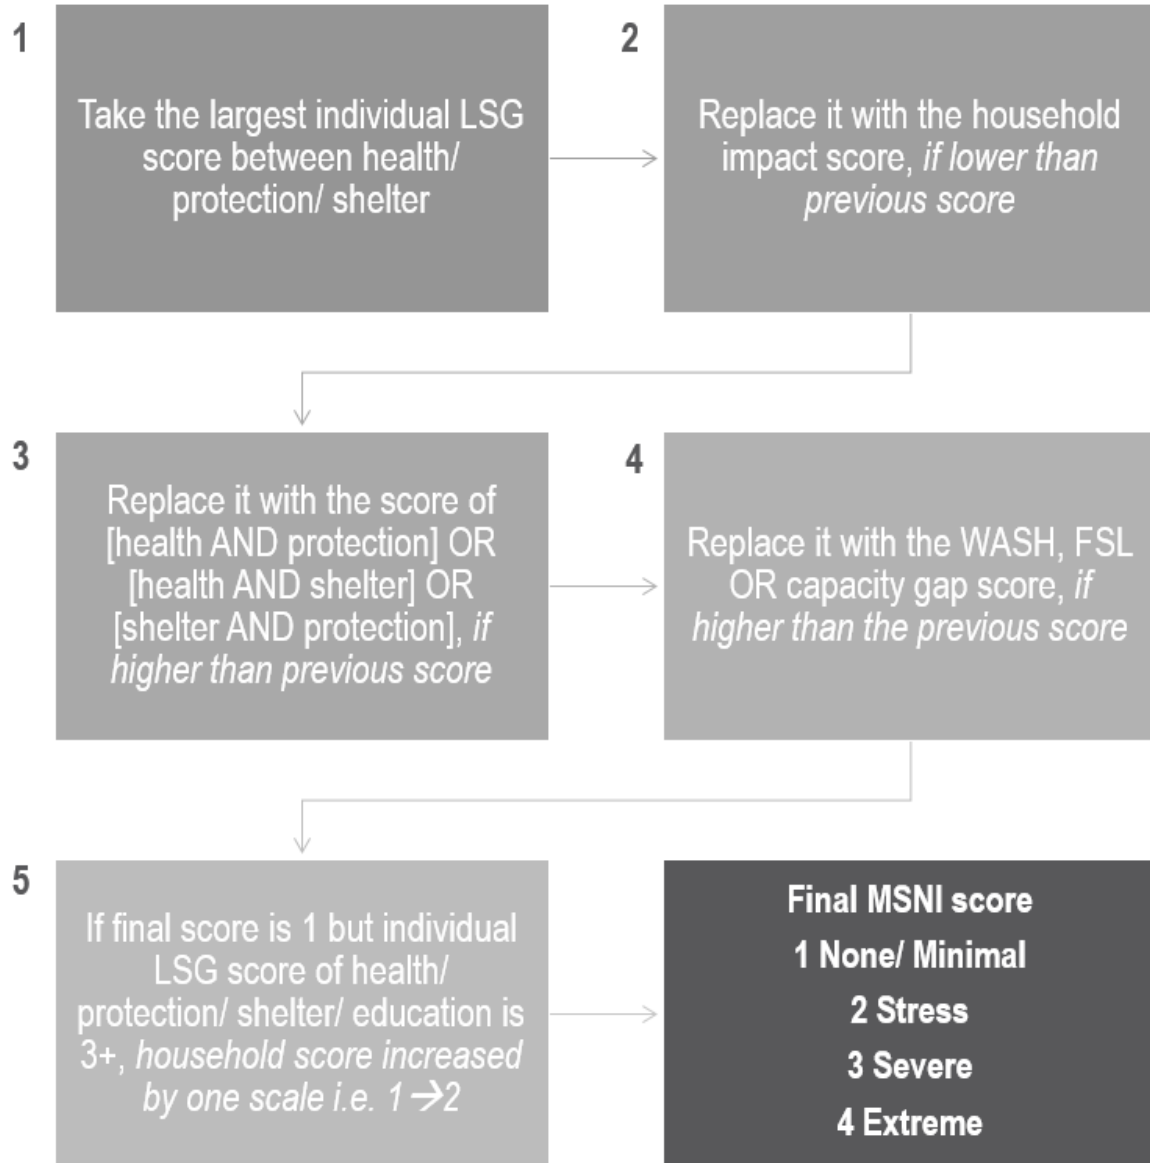 1
Take the largest individual LSG
score between health/
protection/ shelter
2
Replace it with the household
impact score, if lower than
previous score
3
Replace it with the score of
[health AND protection] OR
[health AND shelter] OR
[shelter AND protection], if
higher than previous score
4
Replace it with the WASH, FSL
OR capacity gap score, if
higher than the previous score
5
If final score is 1 but individual
LSG score of health/
protection/ shelter/ education is
3+, household score increased
by one scale i.e. 1→2
Final MSNI score
1 None/ Minimal
2 Stress
3 Severe
4 Extreme